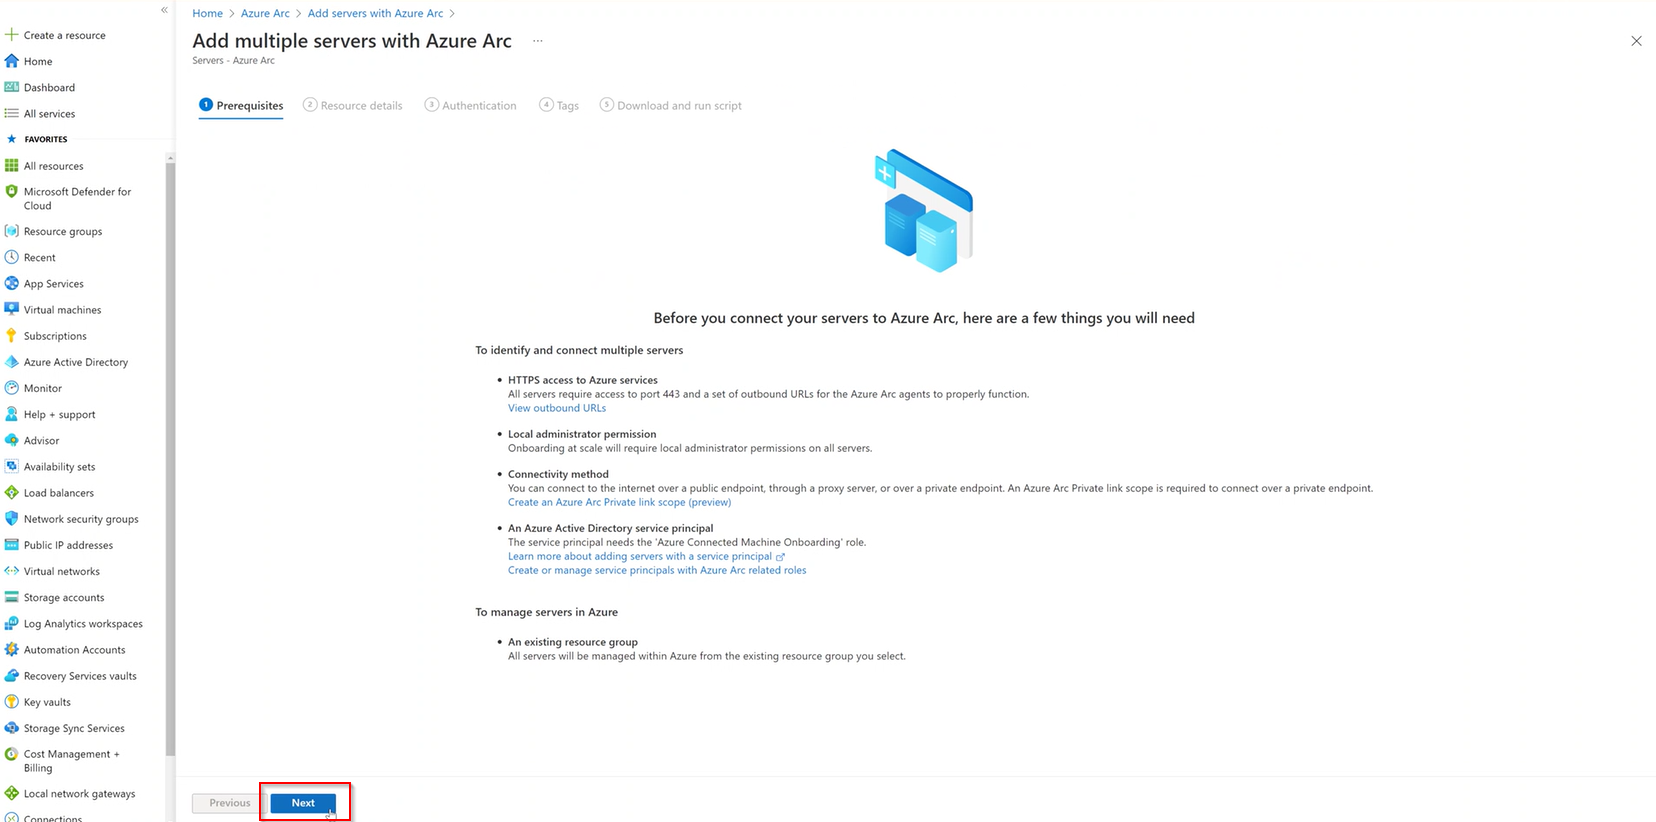 «
Create a resource
Home
Dashboard
All services
FAVORITES
All resources
Microsoft Defender for
Cloud
Resource groups
Recent
App Services
Virtual machines
Subscriptions
Azure Active Directory
Monitor
Help + support
Advisor
Availability sets
Load balancers
Network security groups
Public IP addresses
Virtual networks
Storage accounts
Log Analytics workspaces
Automation Accounts
Recovery Services vaults
Key vaults
Storage Sync Services
Cost Management +
Billing
Local network gateways
Connections
Home > Azure Arc > Add servers with Azure Arc >
Add multiple servers with Azure Arc ...
Servers - Azure Arc
1 Prerequisites 2 Resource details 3 Authentication 4 Tags 5 Download and run script
Before you connect your servers to Azure Arc, here are a few things you will need
To identify and connect multiple servers
• HTTPS access to Azure services
All servers require access to port 443 and a set of outbound URLs for the Azure Arc agents to properly function.
View outbound URLs
• Local administrator permission
Onboarding at scale will require local administrator permissions on all servers.
• Connectivity method
You can connect to the internet over a public endpoint, through a proxy server, or over a private endpoint. An Azure Arc Private link scope is required to connect over a private endpoint.
Create an Azure Arc Private link scope (preview)
• An Azure Active Directory service principal
The service principal needs the 'Azure Connected Machine Onboarding' role.
Learn more about adding servers with a service principal
Create or manage service principals with Azure Arc related roles
To manage servers in Azure
• An existing resource group
All servers will be managed within Azure from the existing resource group you select.
Previous Next